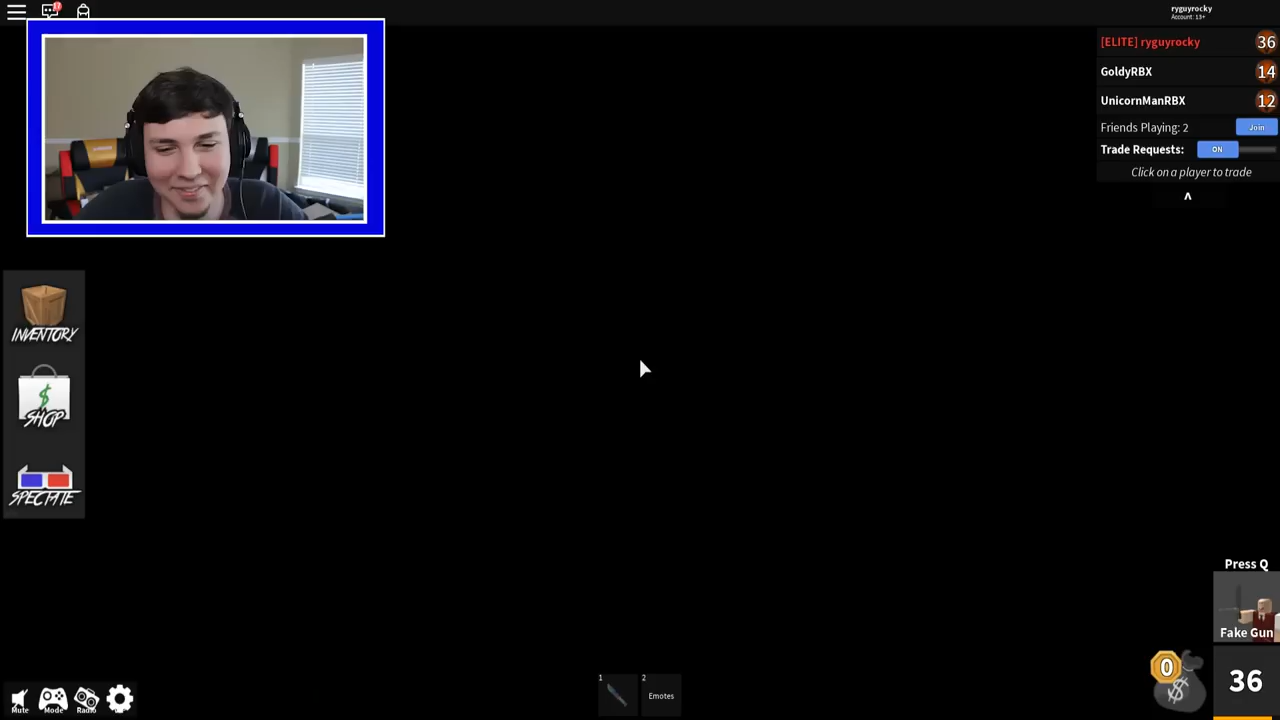 17
ryguyrocky
Account: 13+
[ELITE] ryguyrocky 36
GoldyRBX 14
UnicornManRBX 12
Friends Playing: 2 Join
Trade Requests: ON
Click on a player to trade
INVENTORY
$
SHOP
SPECTATE
Press Q
Fake Gun
0
$
36
1
2
Emotes
Mute
Mode
Radio